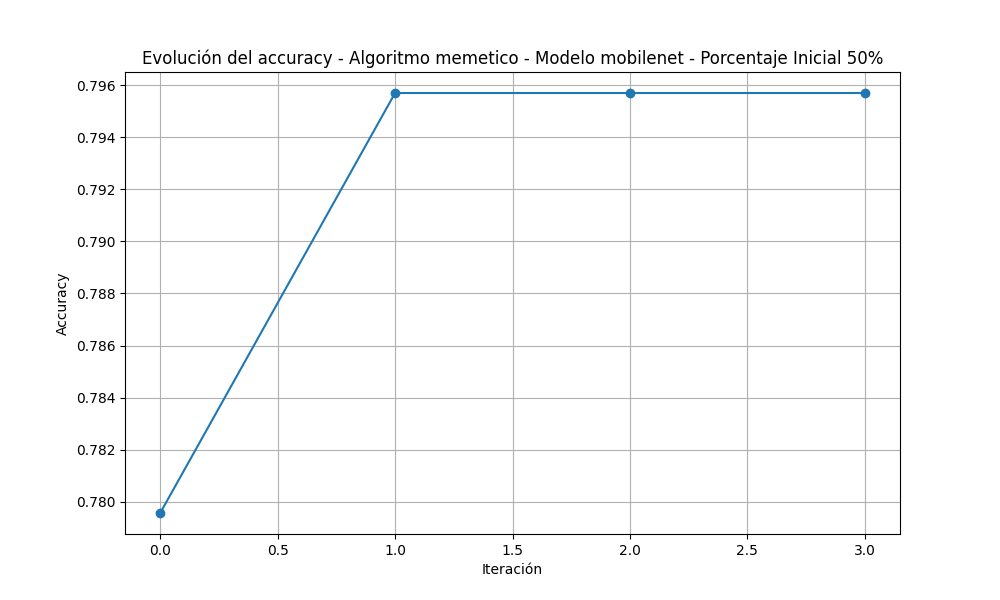 Evolución del accuracy - Algoritmo memetico - Modelo mobilenet - Porcentaje Inicial 50%
0.796
0.794
0.792
0.790
0.788
0.786
0.784
0.782
0.780
Accuracy
0.0 0.5 1.0 1.5 2.0 2.5 3.0
Iteración